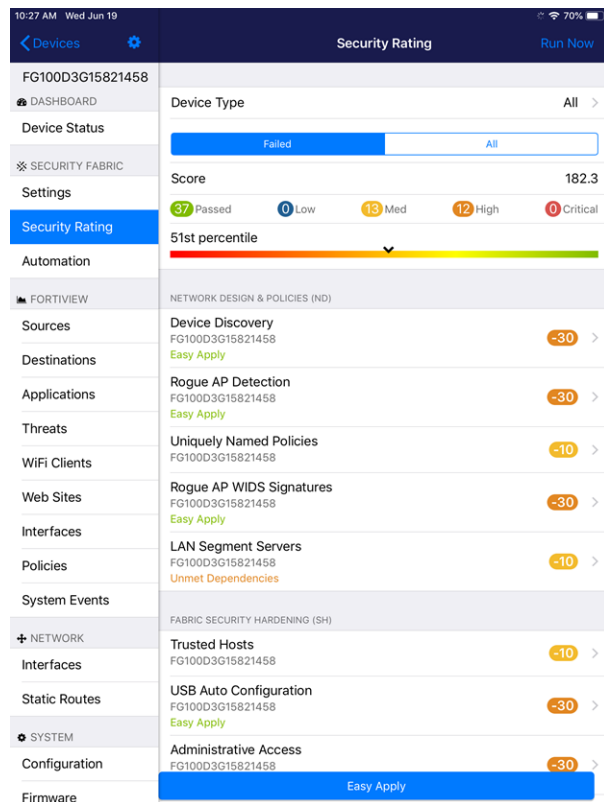 10:27 AM Wed Jun 19
70%
Devices
Security Rating
Run Now
FG100D3G15821458
DASHBOARD
Device Status
SECURITY FABRIC
Settings
Security Rating
Automation
FORTIVIEW
Sources
Destinations
Applications
Threats
WiFi Clients
Web Sites
Interfaces
Policies
System Events
NETWORK
Interfaces
Static Routes
SYSTEM
Configuration
Firmware
Device Type
All
Failed
All
Score
182.3
37 Passed
0 Low
13 Med
12 High
0 Critical
51st percentile
NETWORK DESIGN & POLICIES (ND)
Device Discovery
FG100D3G15821458
Easy Apply
-30
Rogue AP Detection
FG100D3G15821458
Easy Apply
-30
Uniquely Named Policies
FG100D3G15821458
-10
Rogue AP WIDS Signatures
FG100D3G15821458
Easy Apply
-30
LAN Segment Servers
FG100D3G15821458
Unmet Dependencies
-10
FABRIC SECURITY HARDENING (SH)
Trusted Hosts
FG100D3G15821458
-10
USB Auto Configuration
FG100D3G15821458
Easy Apply
-30
Administrative Access
FG100D3G15821458
-30
Easy Apply